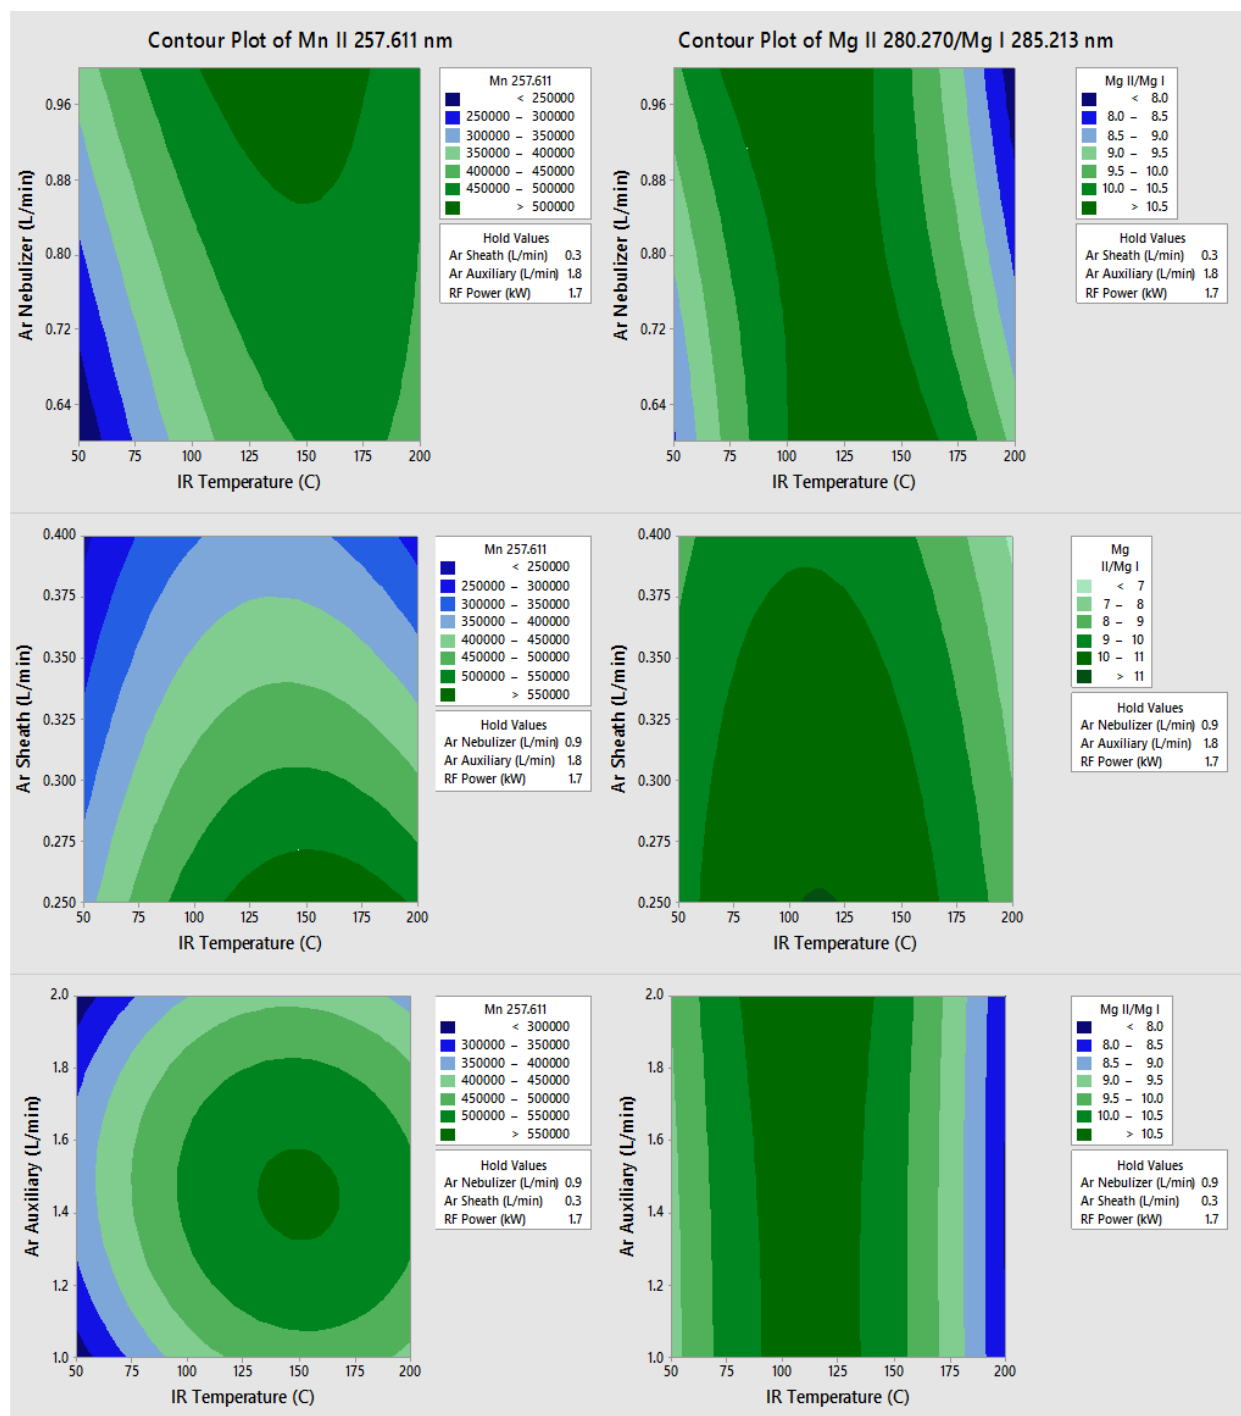 Contour Plot of Mn II 257.611 nm
Contour Plot of Mg II 280.270/Mg I 285.213 nm
Ar Nebulizer (L/min)
0.96
0.88
0.80
0.72
0.64
50 75 100 125 150 175 200
IR Temperature (C)
Mn 257.611
< 250000
250000 – 300000
300000 – 350000
350000 – 400000
400000 – 450000
450000 – 500000
> 500000
Hold Values
Ar Sheath (L/min) 0.3
Ar Auxiliary (L/min) 1.8
RF Power (kW) 1.7
Ar Nebulizer (L/min)
0.96
0.88
0.80
0.72
0.64
50 75 100 125 150 175 200
IR Temperature (C)
Mg II/Mg I
< 8.0
8.0 – 8.5
8.5 – 9.0
9.0 – 9.5
9.5 – 10.0
10.0 – 10.5
> 10.5
Hold Values
Ar Sheath (L/min) 0.3
Ar Auxiliary (L/min) 1.8
RF Power (kW) 1.7
Ar Sheath (L/min)
0.400
0.375
0.350
0.325
0.300
0.275
0.250
50 75 100 125 150 175 200
IR Temperature (C)
Mn 257.611
< 250000
250000 – 300000
300000 – 350000
350000 – 400000
400000 – 450000
450000 – 500000
500000 – 550000
> 550000
Hold Values
Ar Nebulizer (L/min) 0.9
Ar Auxiliary (L/min) 1.8
RF Power (kW) 1.7
Ar Sheath (L/min)
0.400
0.375
0.350
0.325
0.300
0.275
0.250
50 75 100 125 150 175 200
IR Temperature (C)
Mg
II/Mg I
< 7
7 – 8
8 – 9
9 – 10
10 – 11
> 11
Hold Values
Ar Nebulizer (L/min) 0.9
Ar Auxiliary (L/min) 1.8
RF Power (kW) 1.7
Ar Auxiliary (L/min)
2.0
1.8
1.6
1.4
1.2
1.0
50 75 100 125 150 175 200
IR Temperature (C)
Mn 257.611
< 300000
300000 – 350000
350000 – 400000
400000 – 450000
450000 – 500000
500000 – 550000
> 550000
Hold Values
Ar Nebulizer (L/min) 0.9
Ar Sheath (L/min) 0.3
RF Power (kW) 1.7
Ar Auxiliary (L/min)
2.0
1.8
1.6
1.4
1.2
1.0
50 75 100 125 150 175 200
IR Temperature (C)
Mg II/Mg I
< 8.0
8.0 – 8.5
8.5 – 9.0
9.0 – 9.5
9.5 – 10.0
10.0 – 10.5
> 10.5
Hold Values
Ar Nebulizer (L/min) 0.9
Ar Sheath (L/min) 0.3
RF Power (kW) 1.7